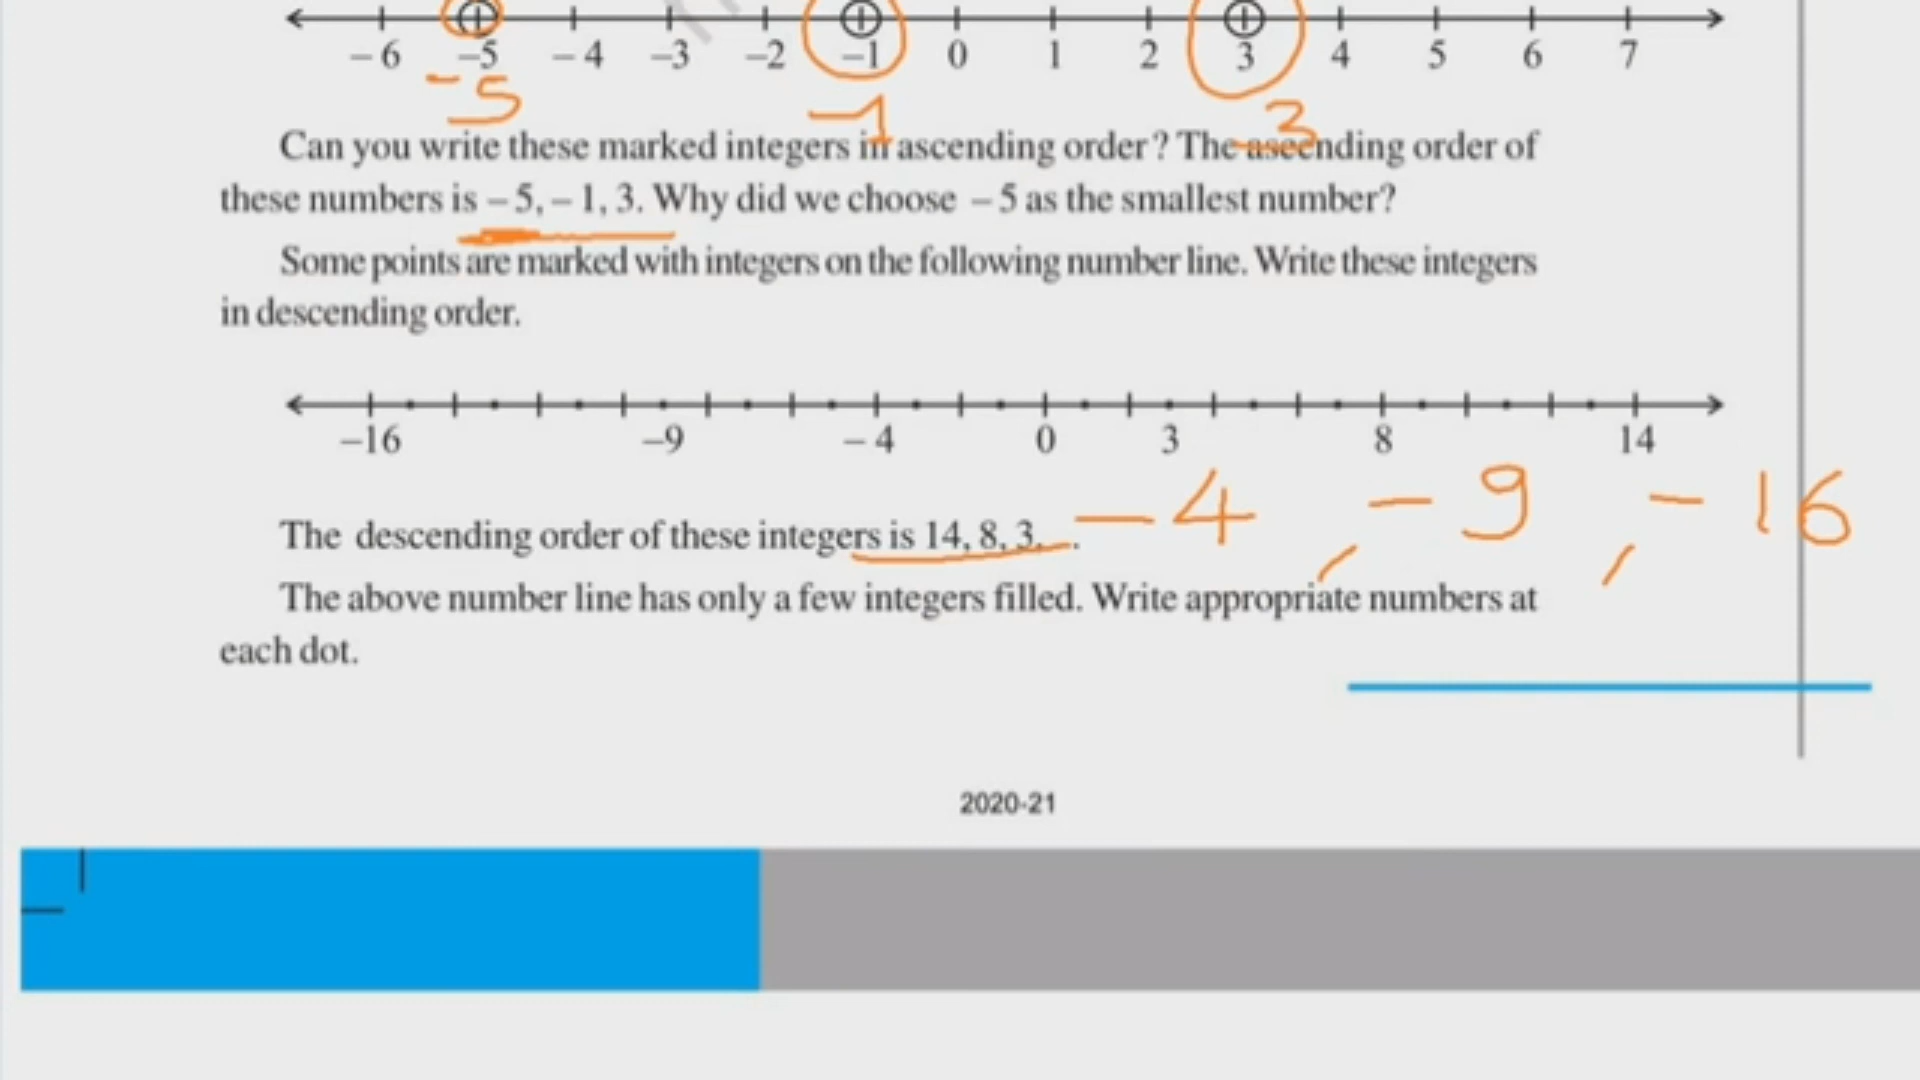 – 6 –5 – 4 –3 –2 –1 0 1 2 3 4 5 6 7
-5 -1 3
Can you write these marked integers in ascending order? The ascending order of
these numbers is – 5, – 1, 3. Why did we choose – 5 as the smallest number?
Some points are marked with integers on the following number line. Write these integers
in descending order.
–16 –9 – 4 0 3 8 14
The descending order of these integers is 14, 8, 3, ... -4, -9, -16
The above number line has only a few integers filled. Write appropriate numbers at
each dot.
2020-21